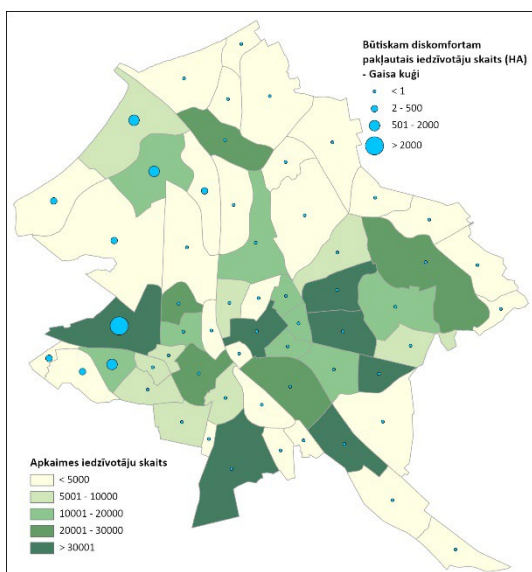 Būtiskam diskomfortam
pakļautais iedzīvotāju skaits (HA)
- Gaisa kuģi
< 1
2 - 500
501 - 2000
> 2000
Apkaimes iedzīvotāju skaits
< 5000
5001 - 10000
10001 - 20000
20001 - 30000
> 30001